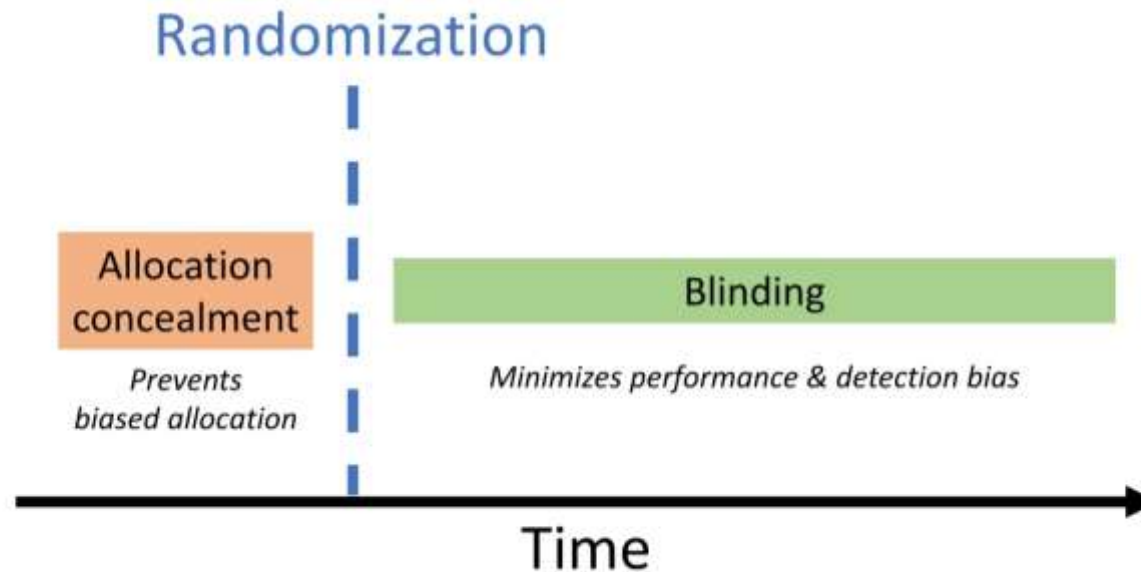 Randomization
Allocation
concealment
Blinding
Prevents
biased allocation
Minimizes performance & detection bias
Time